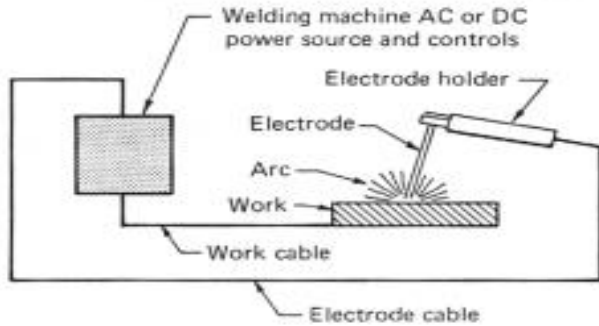 Welding machine AC or DC
power source and controls
Electrode holder
Electrode
Arc
Work
Work cable
Electrode cable